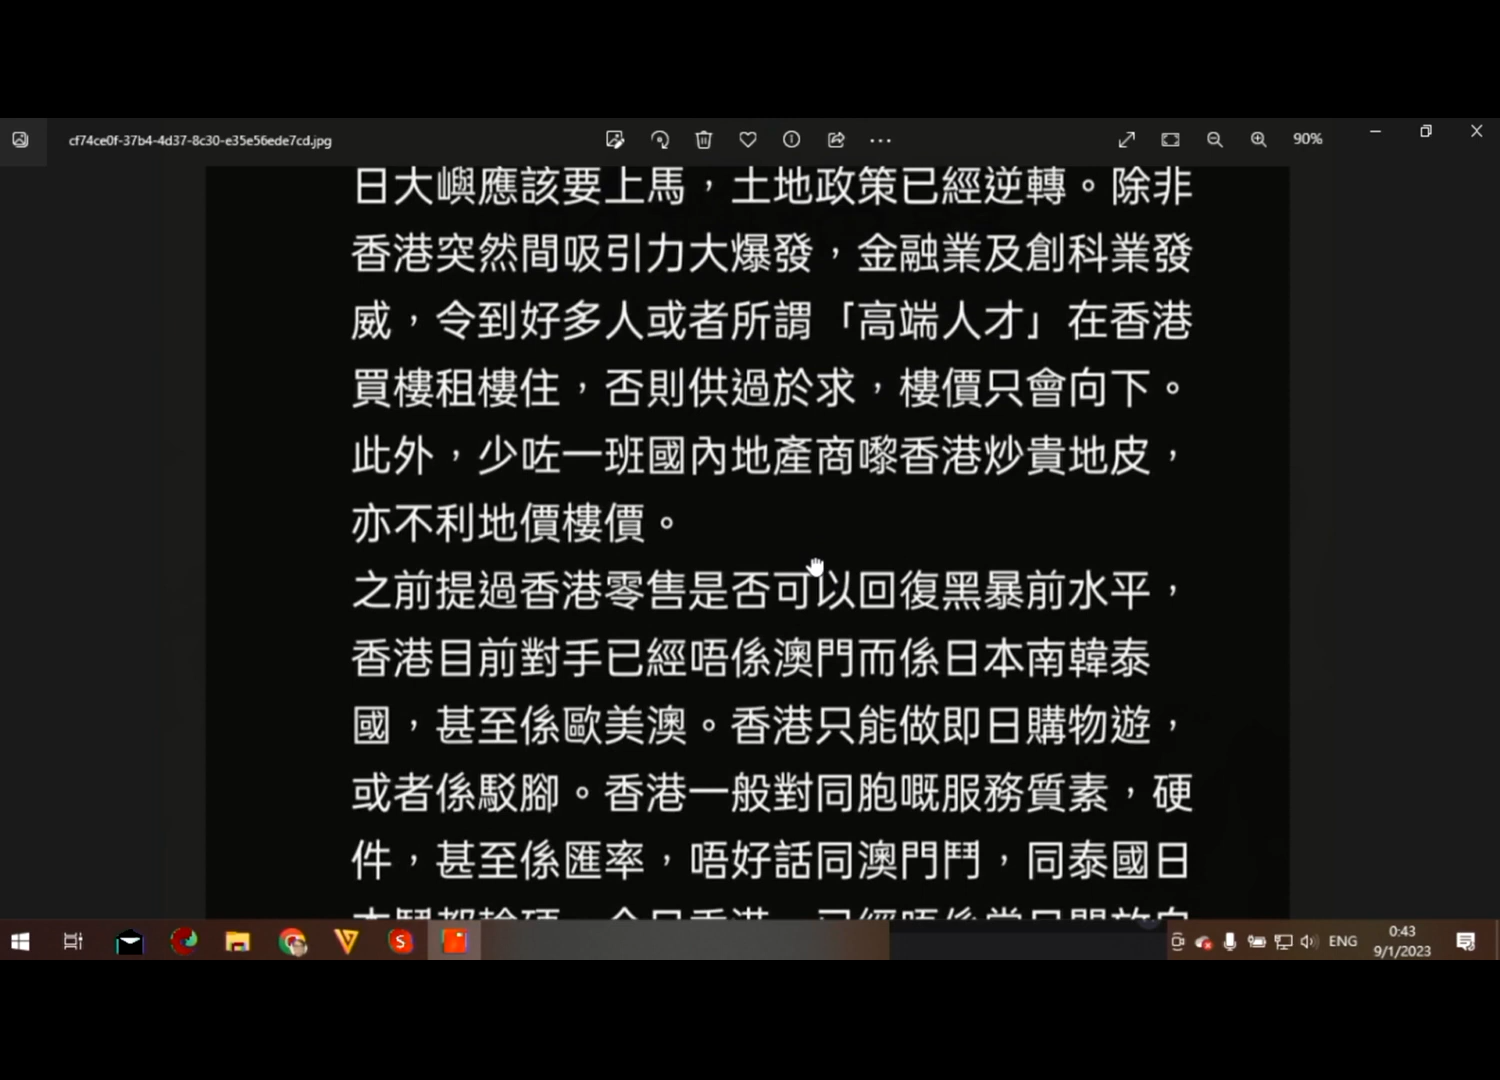 cf74ce0f-37b4-4d37-8c30-e35e56ede7cd.jpg
90%
日大嶼應該要上馬，土地政策已經逆轉。除非
香港突然間吸引力大爆發，金融業及創科業發
威，令到好多人或者所謂「高端人才」在香港
買樓租樓住，否則供過於求，樓價只會向下。
此外，少咗一班國內地產商嚟香港炒貴地皮，
亦不利地價樓價。
之前提過香港零售是否可以回復黑暴前水平，
香港目前對手已經唔係澳門而係日本南韓泰
國，甚至係歐美澳。香港只能做即日購物遊，
或者係駁腳。香港一般對同胞嘅服務質素，硬
件，甚至係匯率，唔好話同澳門鬥，同泰國日
ENG
0:43
9/1/2023